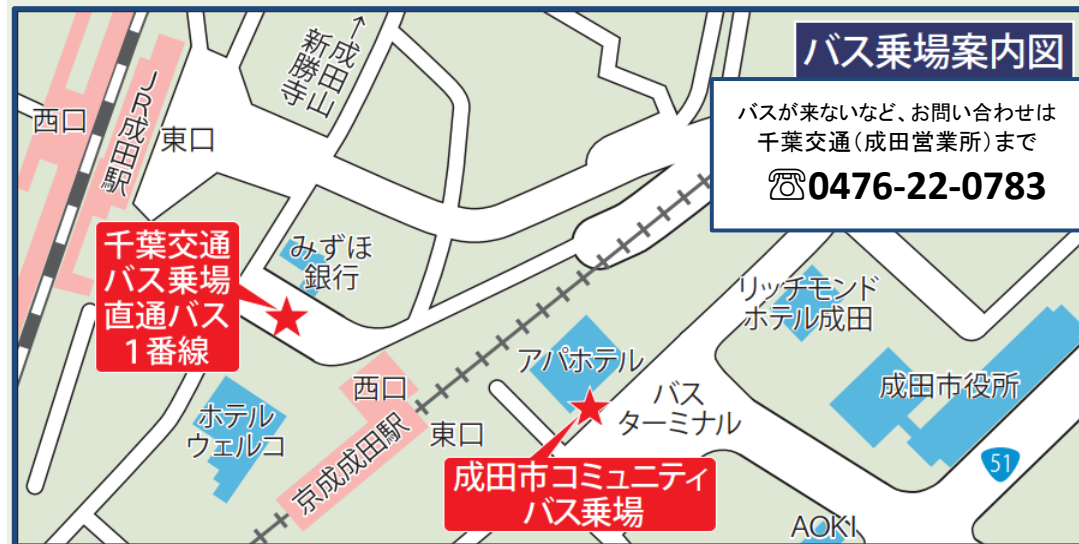 バス乗場案内図
バスが来ないなど、お問い合わせは
千葉交通(成田営業所)まで
☏0476-22-0783
↑成田山
新勝寺
西口
JR成田駅
東口
千葉交通
バス乗場
直通バス
1番線
みずほ
銀行
リッチモンド
ホテル成田
アパホテル
成田市役所
バス
ターミナル
西口
ホテル
ウェルコ
東口
京成成田駅
51
成田市コミュニティ
バス乗場
AOKI